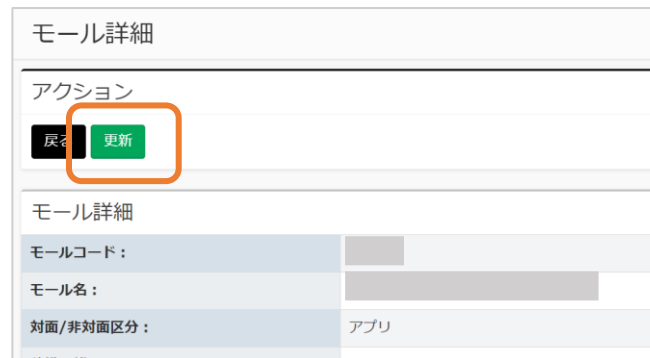 モール詳細
アクション
戻る 更新
モール詳細
モールコード：
モール名：
対面/非対面区分： アプリ